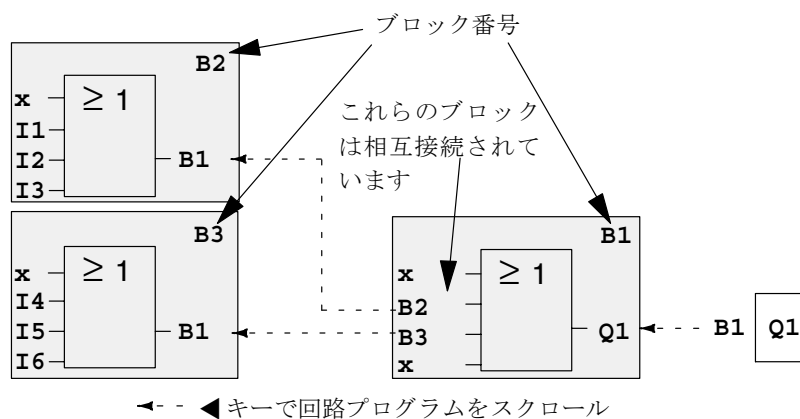 ブロック番号
B2
x
≥ 1
I1
I2
B1
I3
これらのブロック
は相互接続されて
います
B3
x
≥ 1
I4
I5
B1
I6
B1
x
≥ 1
B2
B3
Q1
x
B1
Q1
◀キーで回路プログラムをスクロール